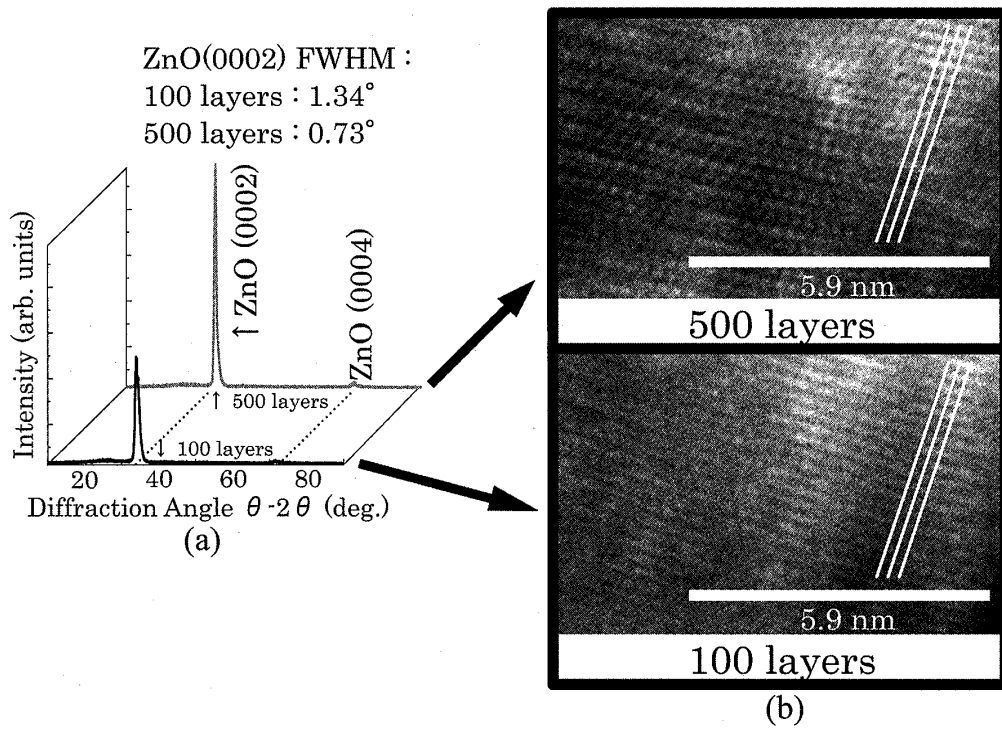 ZnO(0002) FWHM :
100 layers : 1.34°
500 layers : 0.73°
Intensity (arb. units)
↑ ZnO (0002)
ZnO (0004)
↑ 500 layers
↓ 100 layers
20 40 60 80
Diffraction Angle θ-2θ (deg.)
(a)
5.9 nm
500 layers
5.9 nm
100 layers
(b)